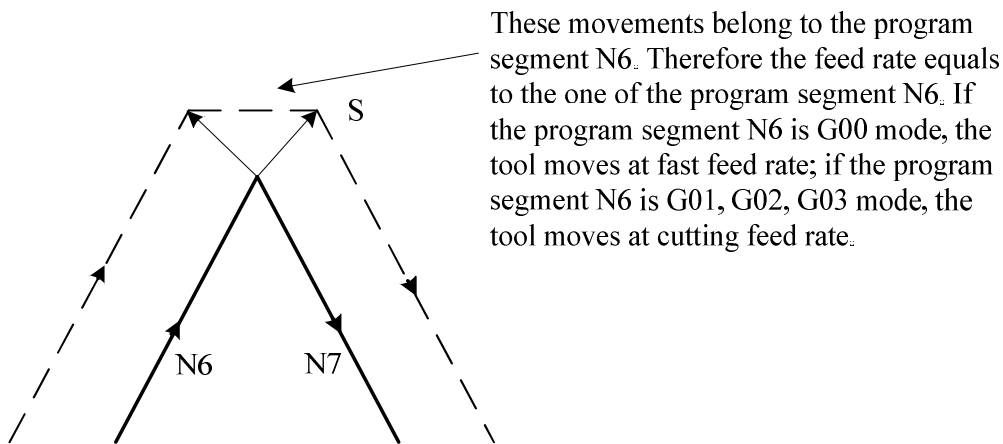 These movements belong to the program
segment N6. Therefore the feed rate equals
to the one of the program segment N6. If
the program segment N6 is G00 mode, the
tool moves at fast feed rate; if the program
segment N6 is G01, G02, G03 mode, the
tool moves at cutting feed rate.
S
N6
N7